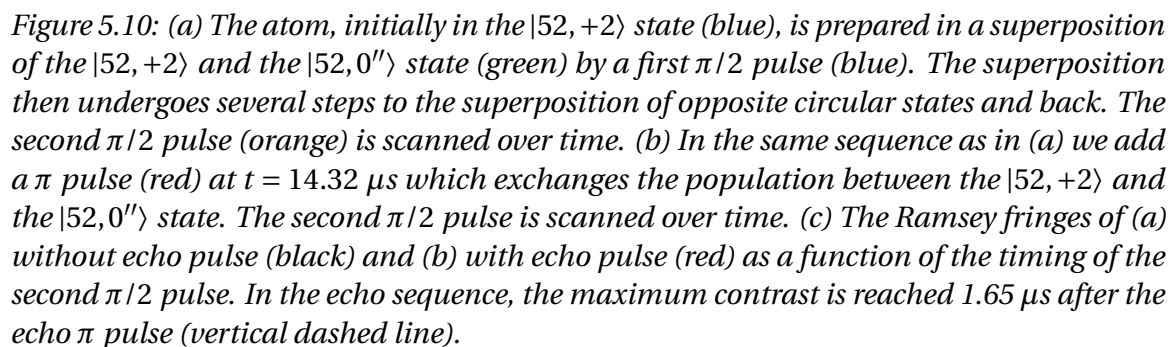 Figure 5.10: (a) The atom, initially in the |52,+2⟩ state (blue), is prepared in a superposition
of the |52,+2⟩ and the |52,0′′⟩ state (green) by a first π/2 pulse (blue). The superposition
then undergoes several steps to the superposition of opposite circular states and back. The
second π/2 pulse (orange) is scanned over time. (b) In the same sequence as in (a) we add
a π pulse (red) at t = 14.32 μs which exchanges the population between the |52,+2⟩ and
the |52,0′′⟩ state. The second π/2 pulse is scanned over time. (c) The Ramsey fringes of (a)
without echo pulse (black) and (b) with echo pulse (red) as a function of the timing of the
second π/2 pulse. In the echo sequence, the maximum contrast is reached 1.65 μs after the
echo π pulse (vertical dashed line).